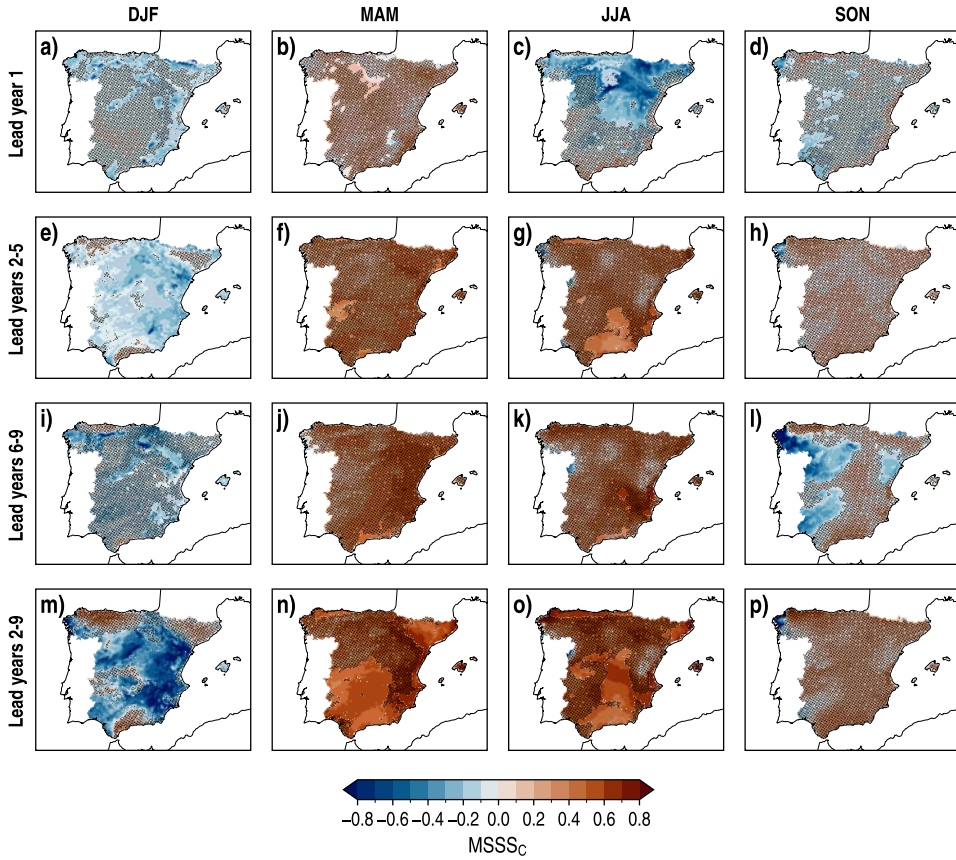 DJF MAM JJA SON
Lead year 1
a) b) c) d)
Lead years 2-5
e) f) g) h)
Lead years 6-9
i) j) k) l)
Lead years 2-9
m) n) o) p)
−0.8 −0.6 −0.4 −0.2 0.0 0.2 0.4 0.6 0.8
MSSS_C